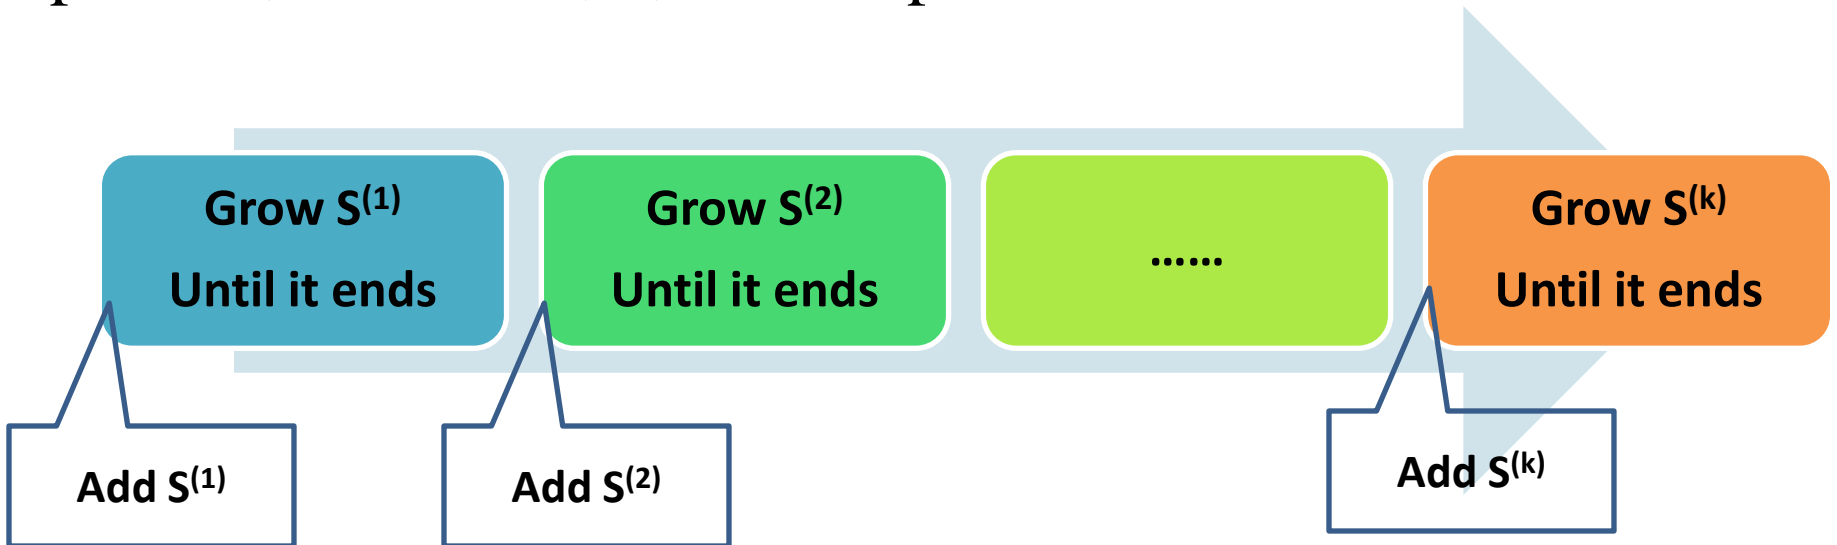 Grow S⁽¹⁾
Until it ends
Grow S⁽²⁾
Until it ends
......
Grow S⁽ᵏ⁾
Until it ends
Add S⁽¹⁾
Add S⁽²⁾
Add S⁽ᵏ⁾